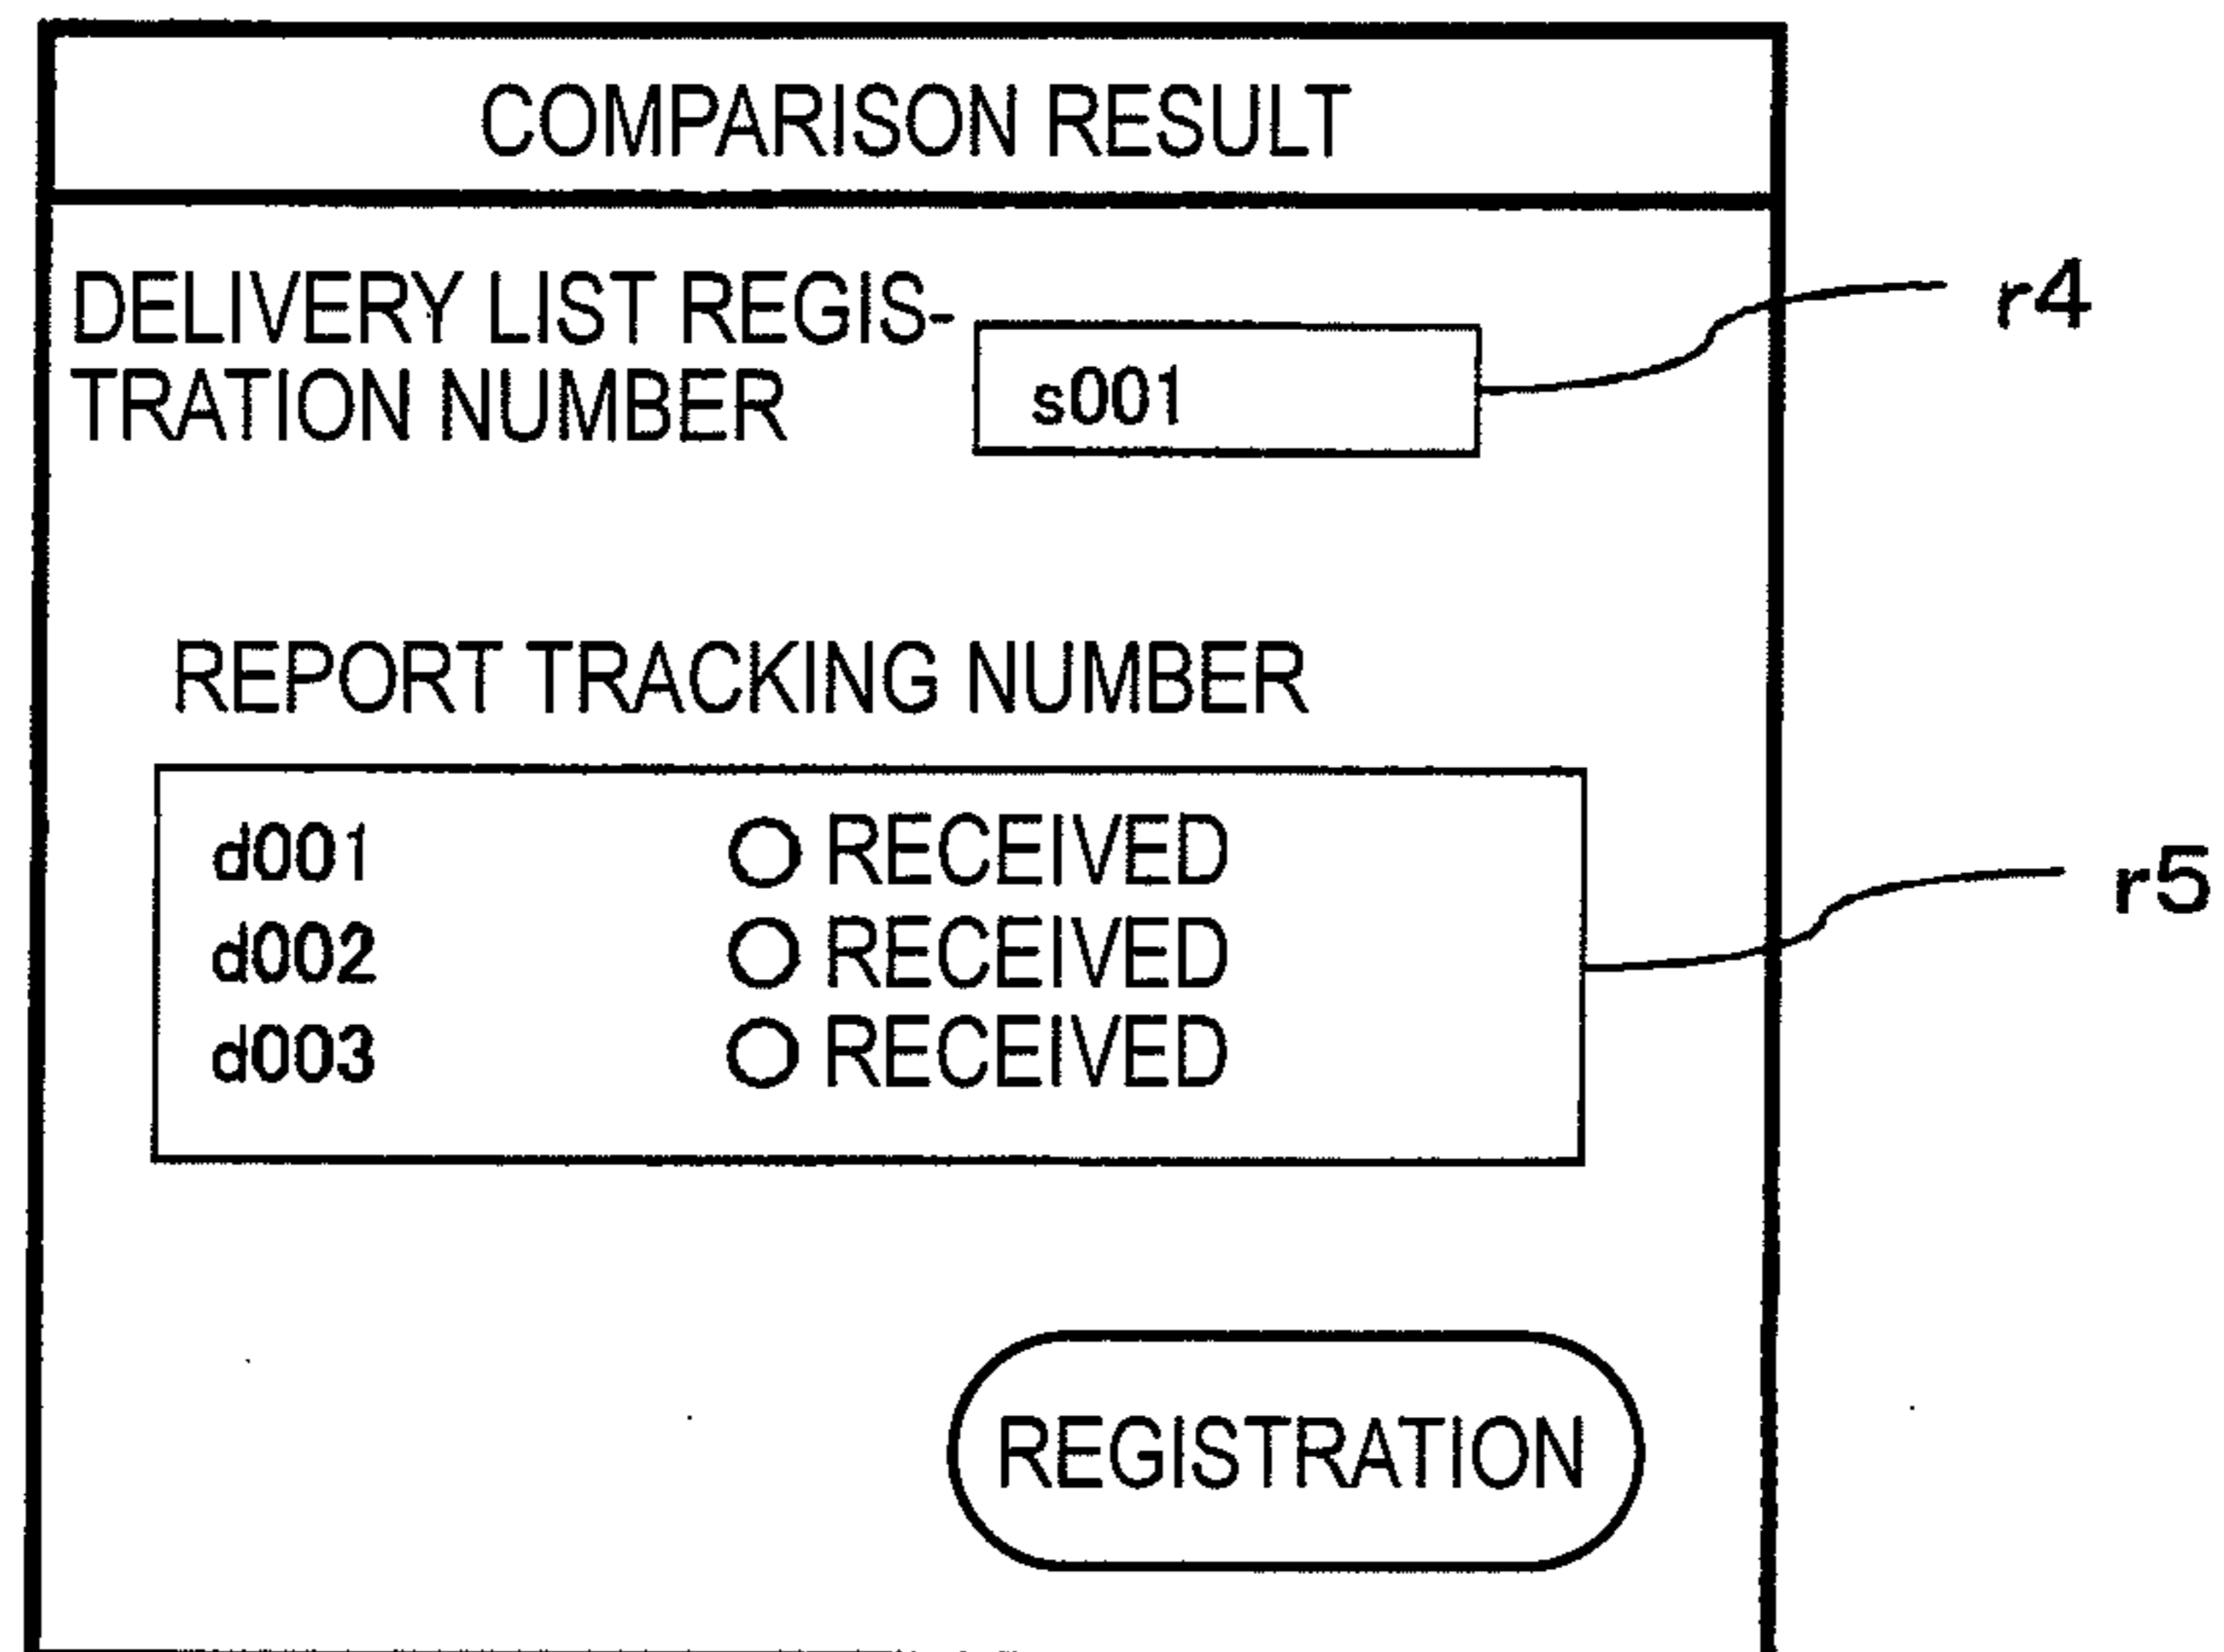 COMPARISON RESULT
DELIVERY LIST REGIS-
TRATION NUMBER
s001
r4
REPORT TRACKING NUMBER
d001 ○ RECEIVED
d002 ○ RECEIVED
d003 ○ RECEIVED
r5
REGISTRATION